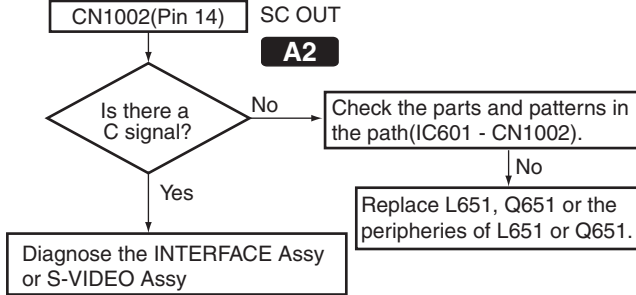 CN1002(Pin 14)
SC OUT
A2
Is there a
C signal?
No
Check the parts and patterns in
the path(IC601 - CN1002).
No
Yes
Replace L651, Q651 or the
peripheries of L651 or Q651.
Diagnose the INTERFACE Assy
or S-VIDEO Assy